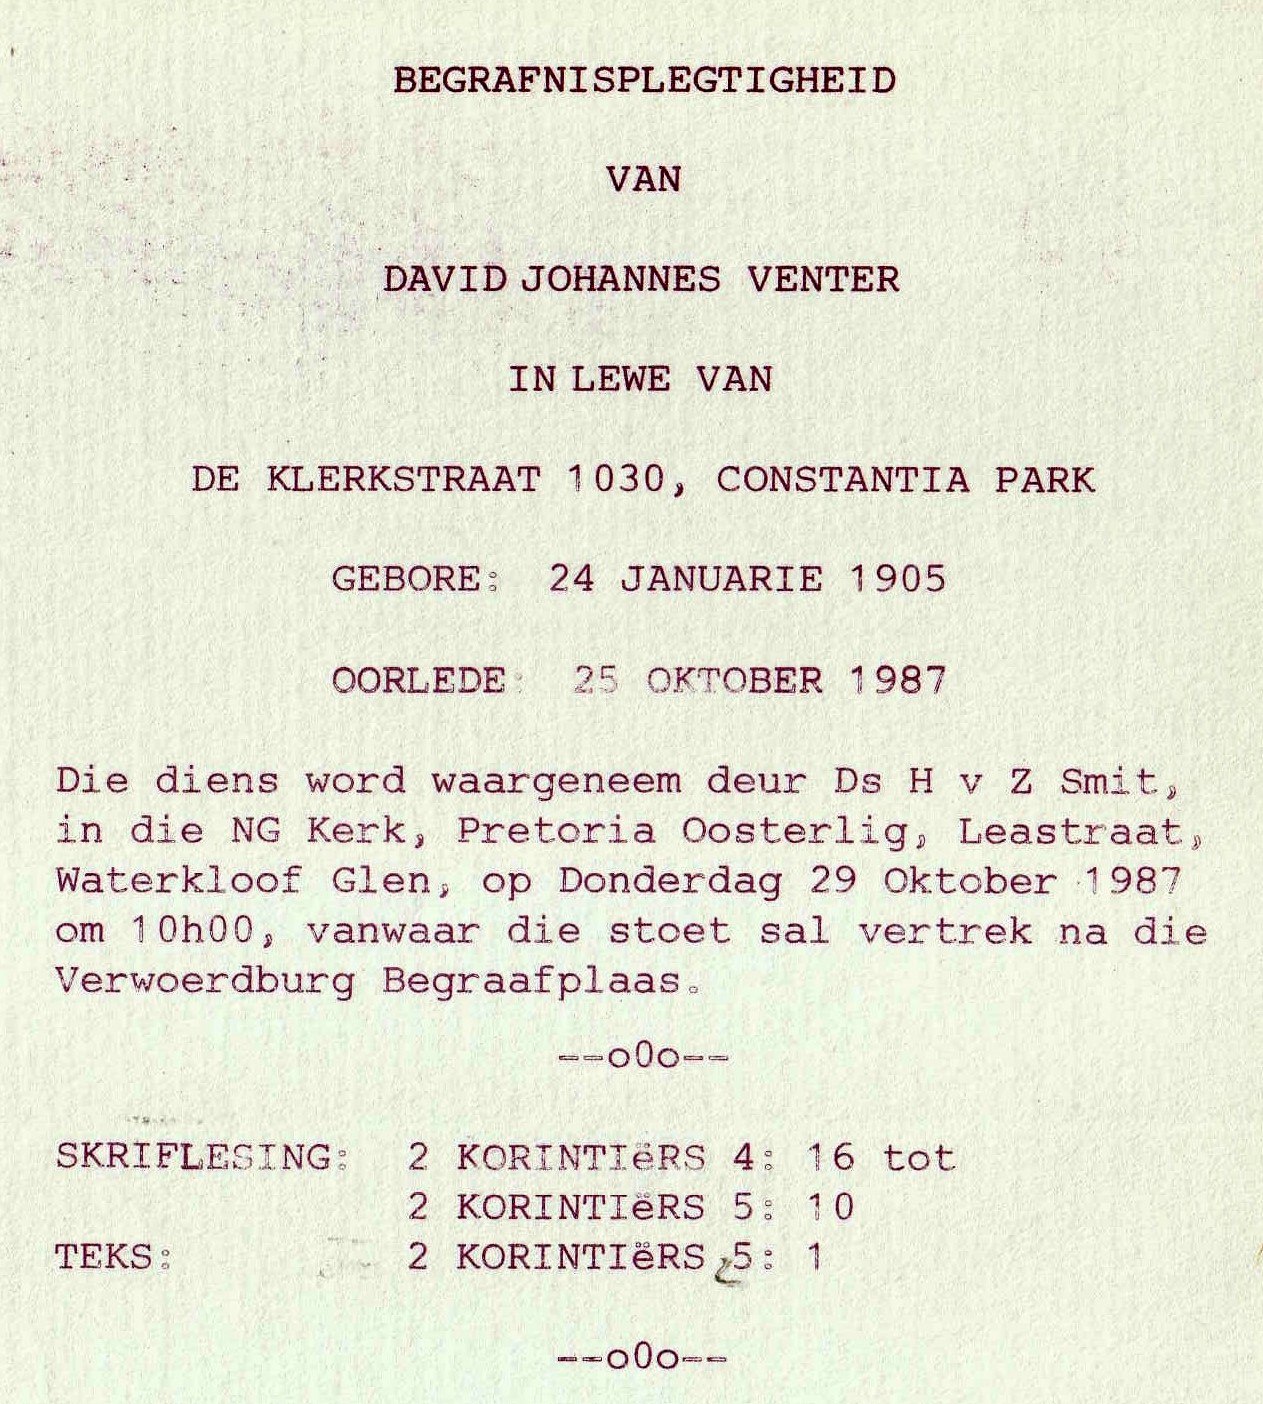 BEGRAFNISPLEGTIGHEID
VAN
DAVID JOHANNES VENTER
IN LEWE VAN
DE KLERKSTRAAT 1030, CONSTANTIA PARK
GEBORE: 24 JANUARIE 1905
OORLEDE: 25 OKTOBER 1987
Die diens word waargeneem deur Ds H v Z Smit,
in die NG Kerk, Pretoria Oosterlig, Leastraat,
Waterkloof Glen, op Donderdag 29 Oktober 1987
om 10h00, vanwaar die stoet sal vertrek na die
Verwoerdburg Begraafplaas.
--oOo--
SKRIFLESING: 2 KORINTIëRS 4: 16 tot
2 KORINTIëRS 5: 10
TEKS: 2 KORINTIëRS 5: 1
--oOo--